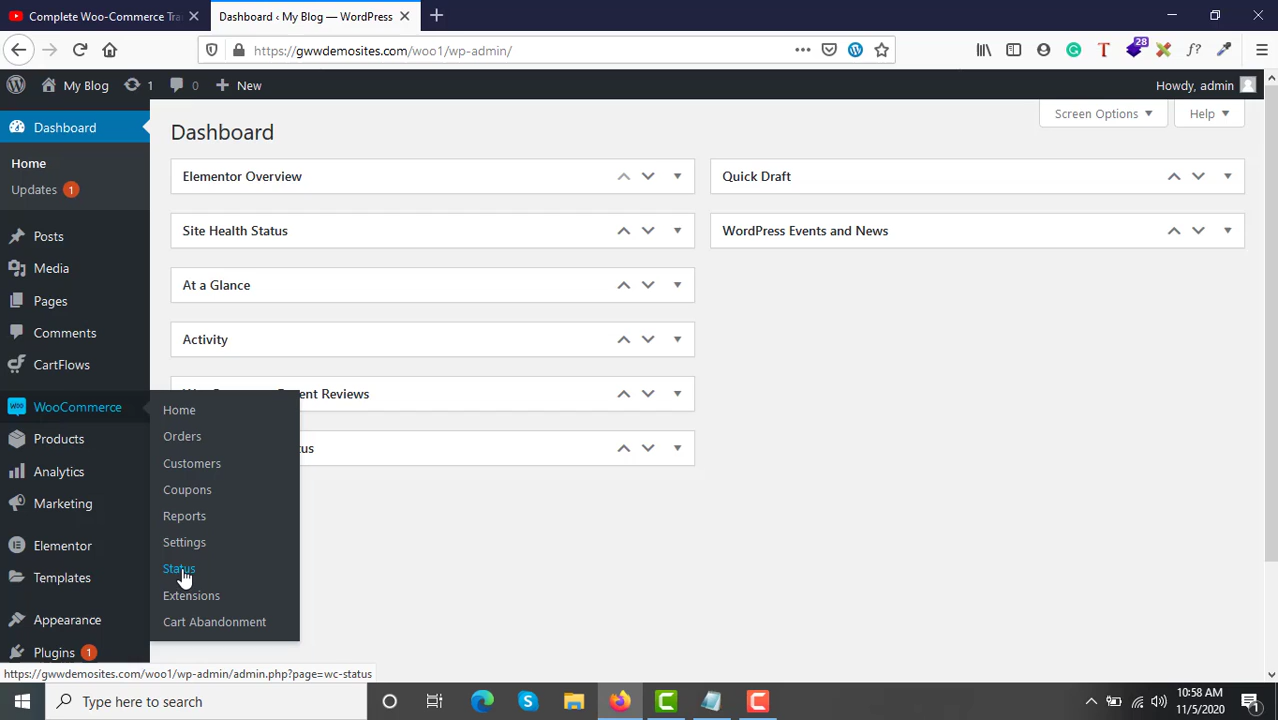 Complete Woo-Commerce Tra
Dashboard ‹ My Blog — WordPress
https://gwwdemosites.com/woo1/wp-admin/
28
T
f?
My Blog
1
0
New
Howdy, admin
Dashboard
Home
Updates 1
Posts
Media
Pages
Comments
CartFlows
WooCommerce
Products
Analytics
Marketing
Elementor
Templates
Appearance
Plugins 1
Home
Orders
Customers
Coupons
Reports
Settings
Status
Extensions
Cart Abandonment
Dashboard
Screen Options
Help
Elementor Overview
Site Health Status
At a Glance
Activity
ent Reviews
tus
Quick Draft
WordPress Events and News
https://gwwdemosites.com/woo1/wp-admin/admin.php?page=wc-status
Type here to search
10:58 AM
11/5/2020
1